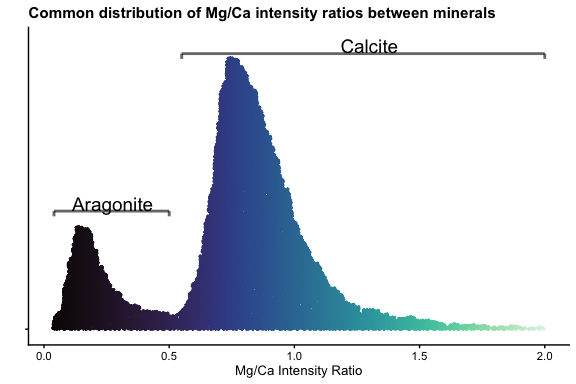 Common distribution of Mg/Ca intensity ratios between minerals
Calcite
Aragonite
0.0 0.5 1.0 1.5 2.0
Mg/Ca Intensity Ratio